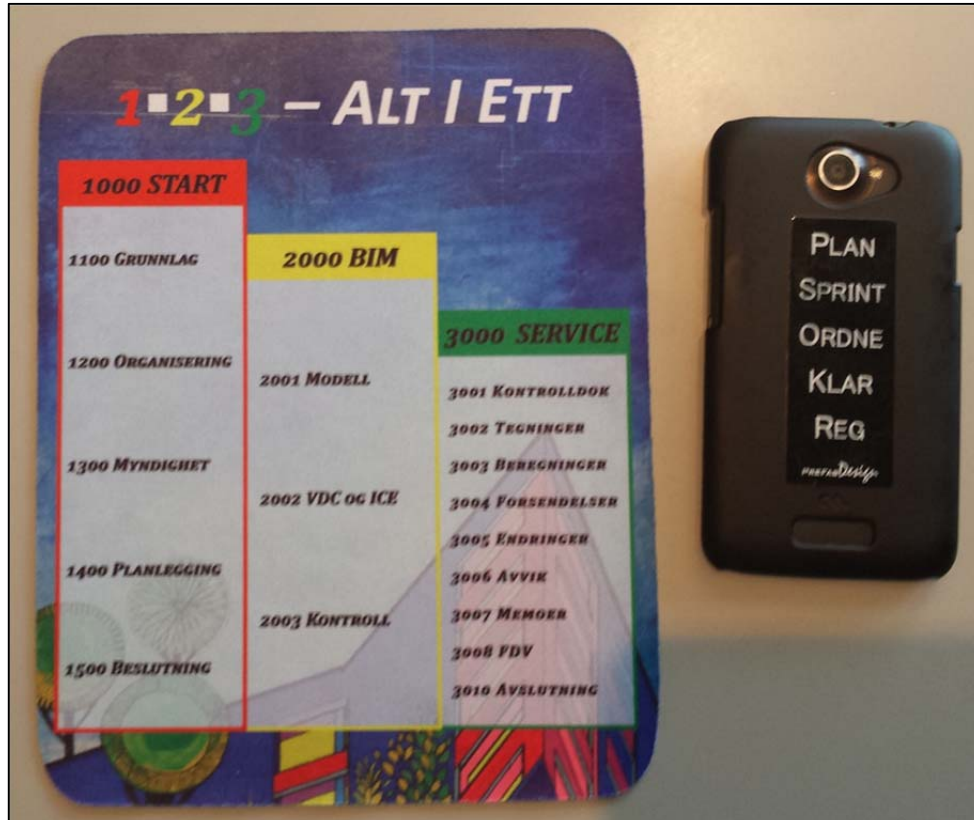 1▪2▪3 – ALT I ETT
1000 START
1100 GRUNNLAG
1200 ORGANISERING
1300 MYNDIGHET
1400 PLANLEGGING
1500 BESLUTNING
2000 BIM
2001 MODELL
2002 VDC OG ICE
2003 KONTROLL
3000 SERVICE
3001 KONTROLLDOK
3002 TEGNINGER
3003 BEREGNINGER
3004 FORSENDELSER
3005 ENDRINGER
3006 AVVIK
3007 MEMOER
3008 FDV
3010 AVSLUTNING
PLAN
SPRINT
ORDNE
KLAR
REG
Design